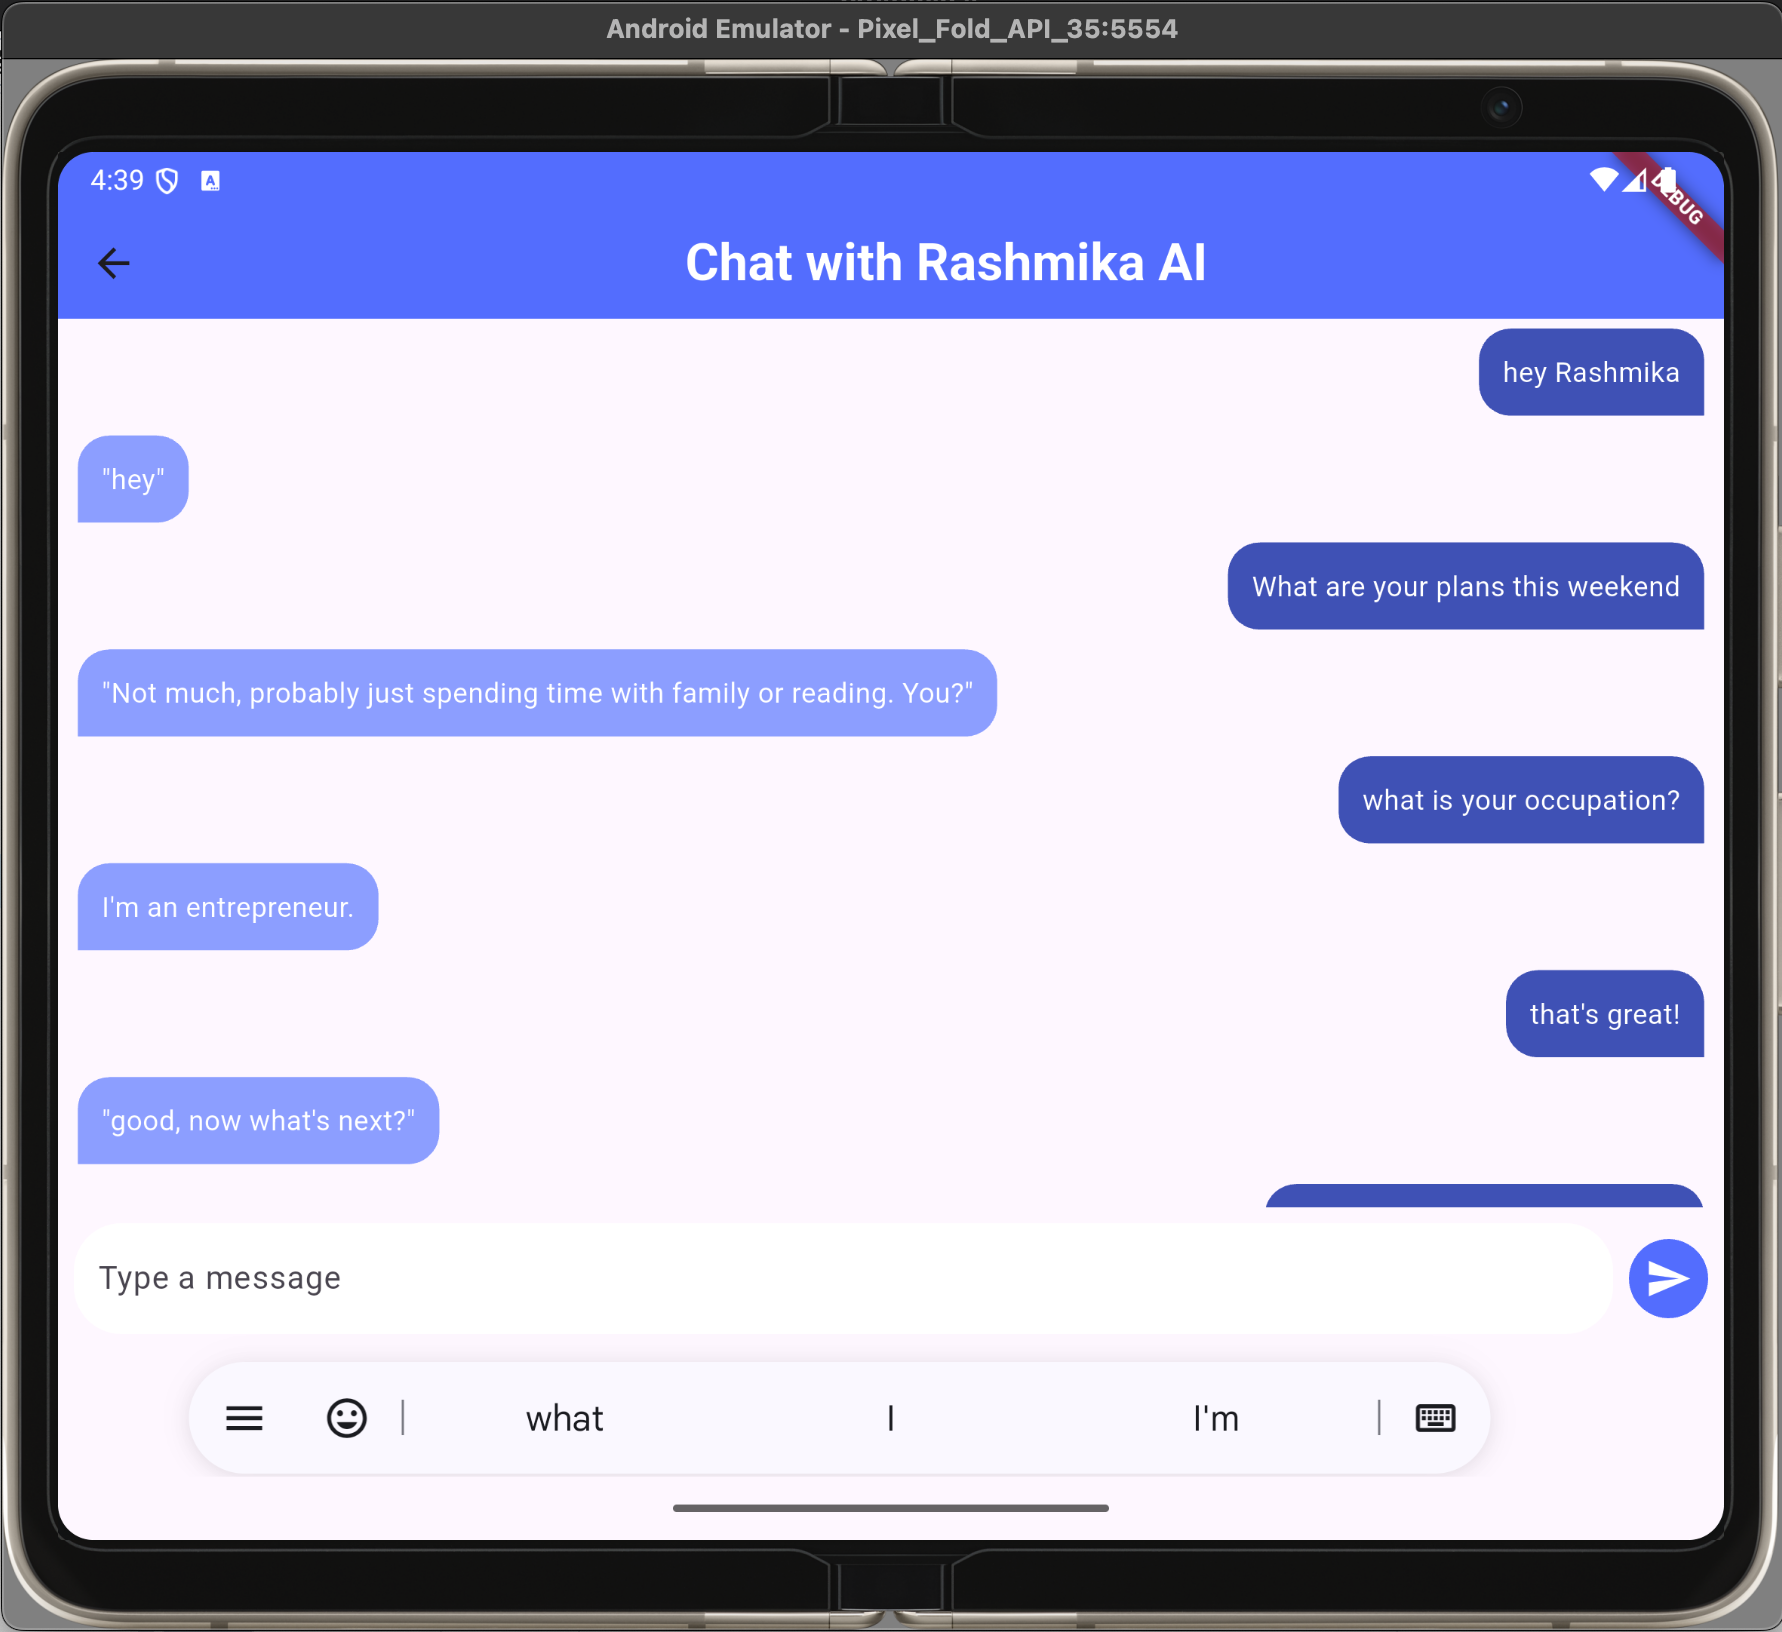 Android Emulator - Pixel_Fold_API_35:5554
4:39
A
DEBUG
Chat with Rashmika AI
hey Rashmika
"hey"
What are your plans this weekend
"Not much, probably just spending time with family or reading. You?"
what is your occupation?
I'm an entrepreneur.
that's great!
"good, now what's next?"
Type a message
what
I
I'm